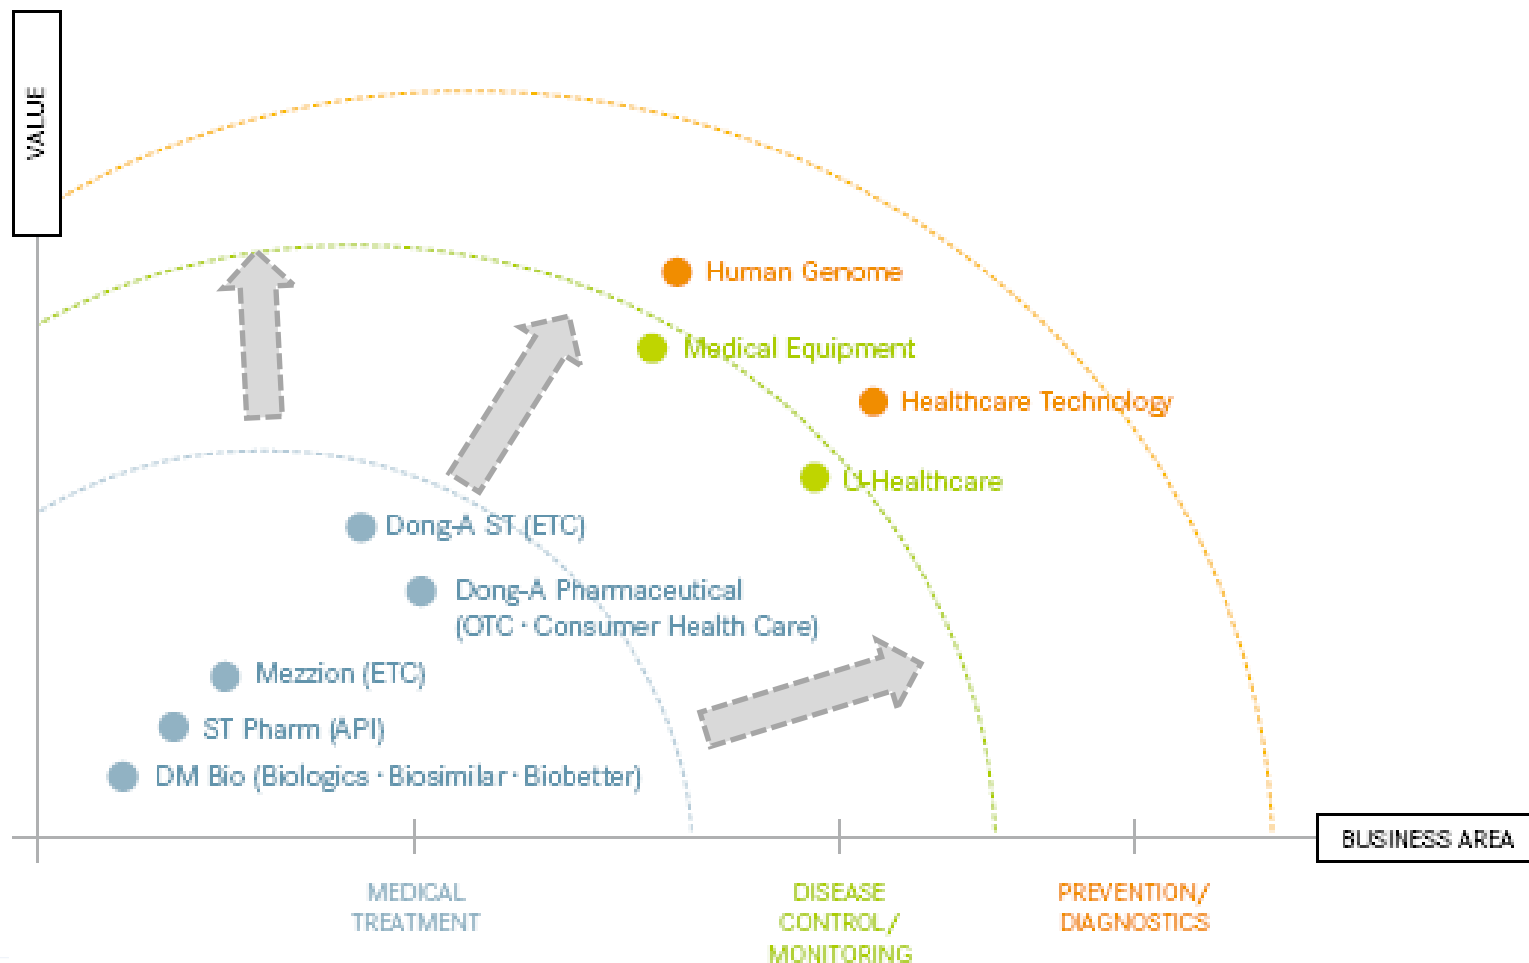 VALUE
Human Genome
Medical Equipment
Healthcare Technology
U-Healthcare
Dong-A ST (ETC)
Dong-A Pharmaceutical
(OTC · Consumer Health Care)
Mezzion (ETC)
ST Pharm (API)
DM Bio (Biologics · Biosimilar · Biobetter)
BUSINESS AREA
MEDICAL
TREATMENT
DISEASE
CONTROL/
MONITORING
PREVENTION/
DIAGNOSTICS